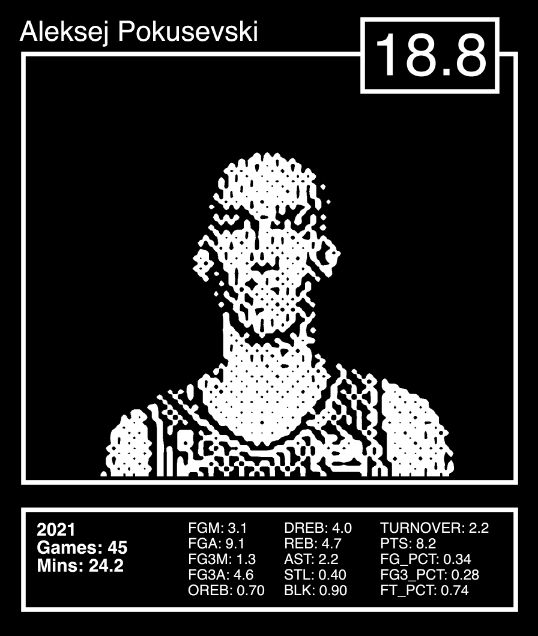 Aleksej Pokusevski
18.8
2021
Games: 45
Mins: 24.2
FGM: 3.1
FGA: 9.1
FG3M: 1.3
FG3A: 4.6
OREB: 0.70
DREB: 4.0
REB: 4.7
AST: 2.2
STL: 0.40
BLK: 0.90
TURNOVER: 2.2
PTS: 8.2
FG_PCT: 0.34
FG3_PCT: 0.28
FT_PCT: 0.74